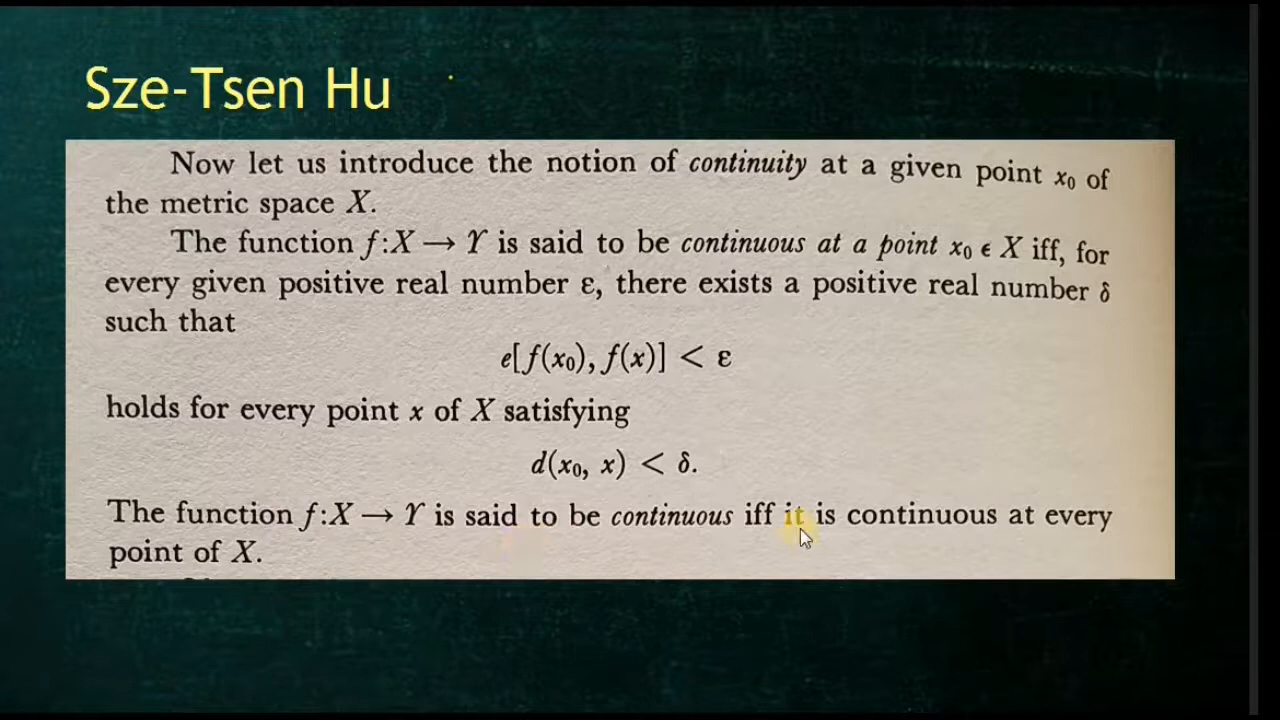 Sze-Tsen Hu
Now let us introduce the notion of continuity at a given point x₀ of
the metric space X.
The function f:X → Y is said to be continuous at a point x₀ ϵ X iff, for
every given positive real number ε, there exists a positive real number δ
such that
e[f(x₀), f(x)] < ε
holds for every point x of X satisfying
d(x₀, x) < δ.
The function f:X → Y is said to be continuous iff it is continuous at every
point of X.